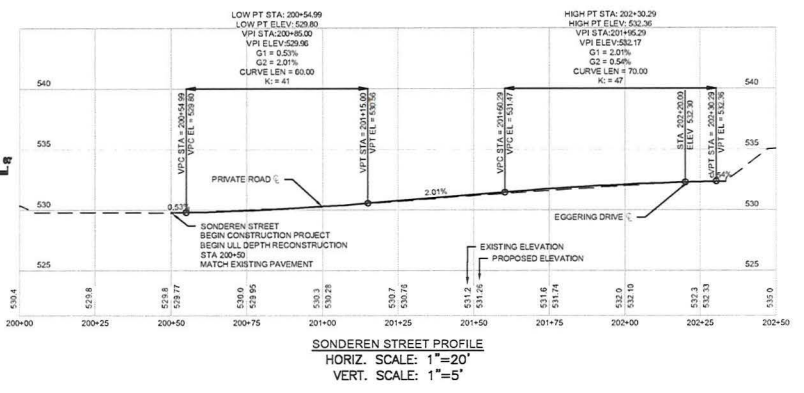 LOW PT STA: 200+54.99
LOW PT ELEV: 529.80
VPI STA:200+85.00
VPI ELEV:529.96
G1 = 0.53%
G2 = 2.01%
CURVE LEN = 60.00
K: = 41
HIGH PT STA: 202+30.29
HIGH PT ELEV: 532.36
VPI STA:201+95.29
VPI ELEV:532.17
G1 = 2.01%
G2 = 0.54%
CURVE LEN = 70.00
K: = 47
540
540
VPC STA = 200+54.99
VPC EL = 529.80
VPT STA = 201+15.00
VPT EL = 530.56
VPC STA = 201+60.29
VPC EL = 531.47
STA 202+20.00
ELEV 532.30
VPT STA = 202+30.29
VPT EL = 532.36
535
535
PRIVATE ROAD ℄
2.01%
0.53%
530
530
EGGERING DRIVE ℄
SONDEREN STREET
BEGIN CONSTRUCTION PROJECT
BEGIN ULL DEPTH RECONSTRUCTION
STA 200+50
MATCH EXISTING PAVEMENT
EXISTING ELEVATION
PROPOSED ELEVATION
525
525
530.4
529.8
529.8
529.77
530.0
529.95
530.3
530.28
530.7
530.76
531.2
531.26
531.6
531.74
532.0
532.10
532.3
532.33
535.0
200+00
200+25
200+50
200+75
201+00
201+25
201+50
201+75
202+00
202+25
202+50
SONDEREN STREET PROFILE
HORIZ. SCALE: 1"=20'
VERT. SCALE: 1"=5'